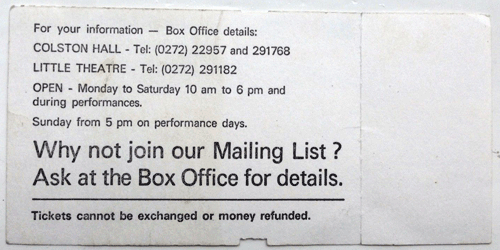 For your information — Box Office details:
COLSTON HALL - Tel: (0272) 22957 and 291768
LITTLE THEATRE - Tel: (0272) 291182
OPEN - Monday to Saturday 10 am to 6 pm and
during performances.
Sunday from 5 pm on performance days.
Why not join our Mailing List ?
Ask at the Box Office for details.
Tickets cannot be exchanged or money refunded.